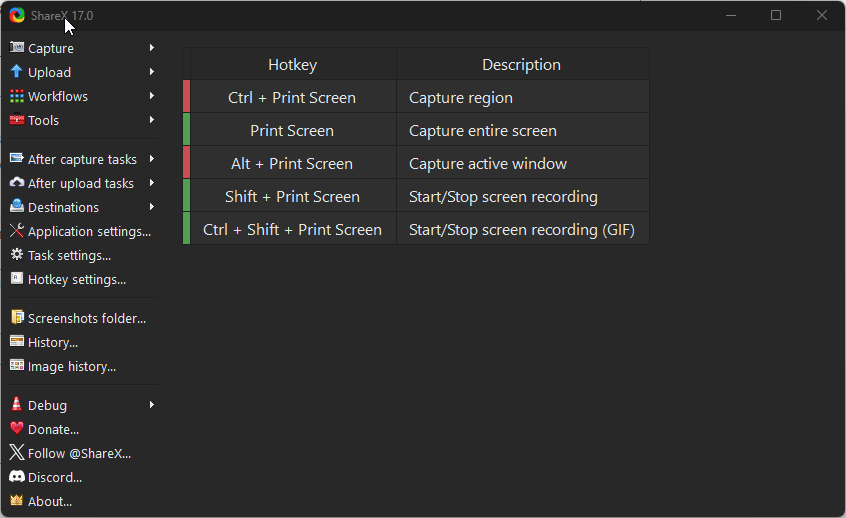 ShareX 17.0
Capture
Upload
Workflows
Tools
After capture tasks
After upload tasks
Destinations
Application settings...
Task settings...
Hotkey settings...
Screenshots folder...
History...
Image history...
Debug
Donate...
Follow @ShareX...
Discord...
About...
Hotkey Description
Ctrl + Print Screen Capture region
Print Screen Capture entire screen
Alt + Print Screen Capture active window
Shift + Print Screen Start/Stop screen recording
Ctrl + Shift + Print Screen Start/Stop screen recording (GIF)